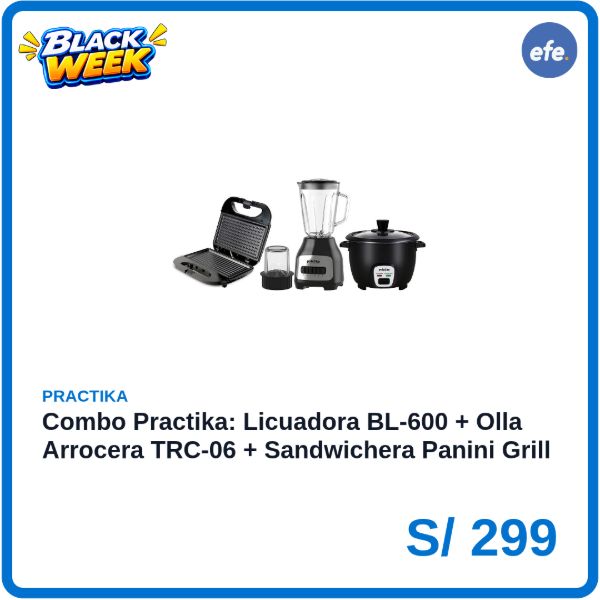 BLACK
WEEK
efe.
PRACTIKA
Combo Practika: Licuadora BL-600 + Olla
Arrocera TRC-06 + Sandwichera Panini Grill
S/ 299